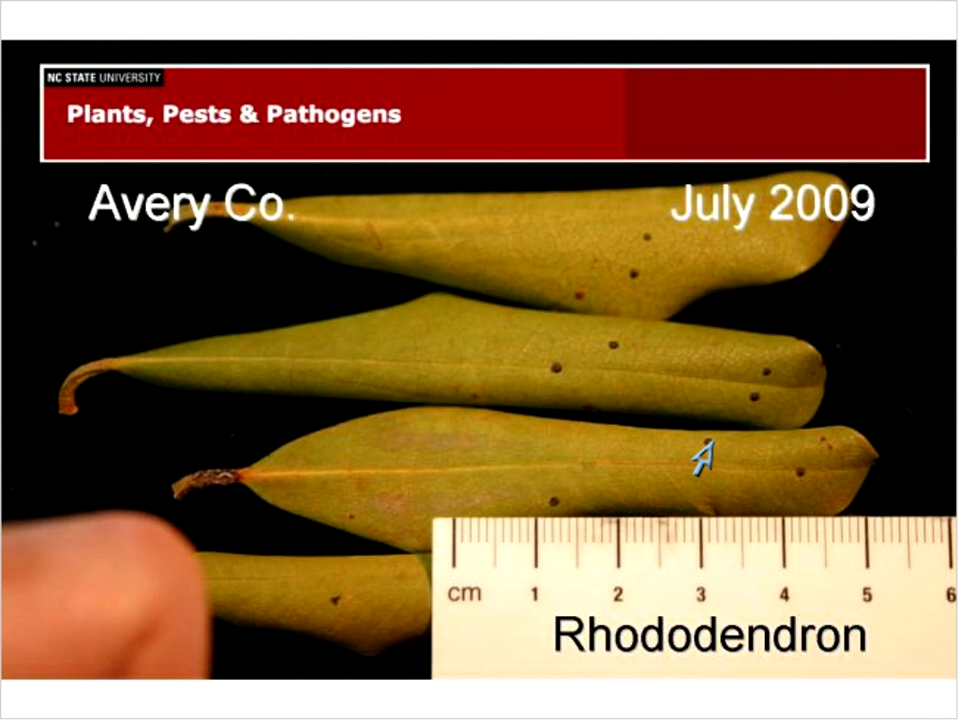 NC STATE UNIVERSITY
Plants, Pests & Pathogens
Avery Co.
July 2009
cm 1 2 3 4 5 6
Rhododendron